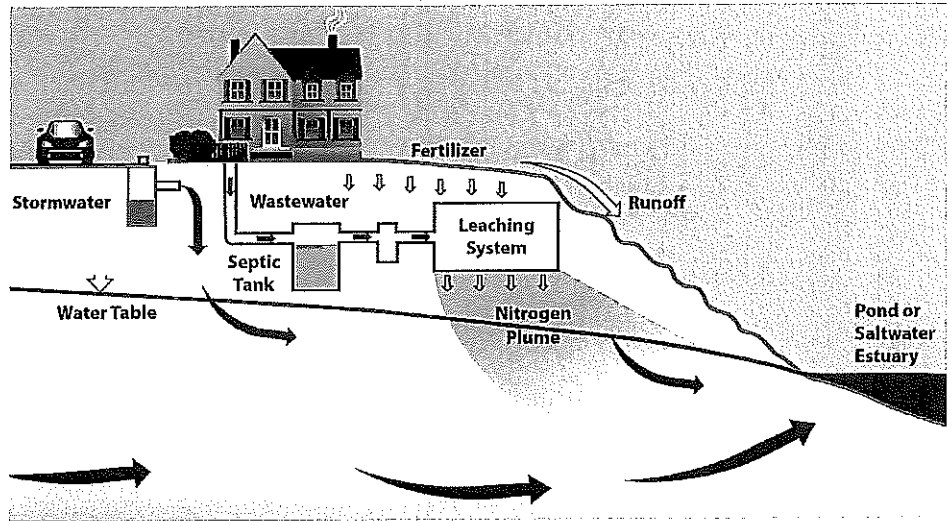 Fertilizer
Stormwater
Wastewater
Runoff
Leaching
System
Septic
Tank
Water Table
Nitrogen
Plume
Pond or
Saltwater
Estuary